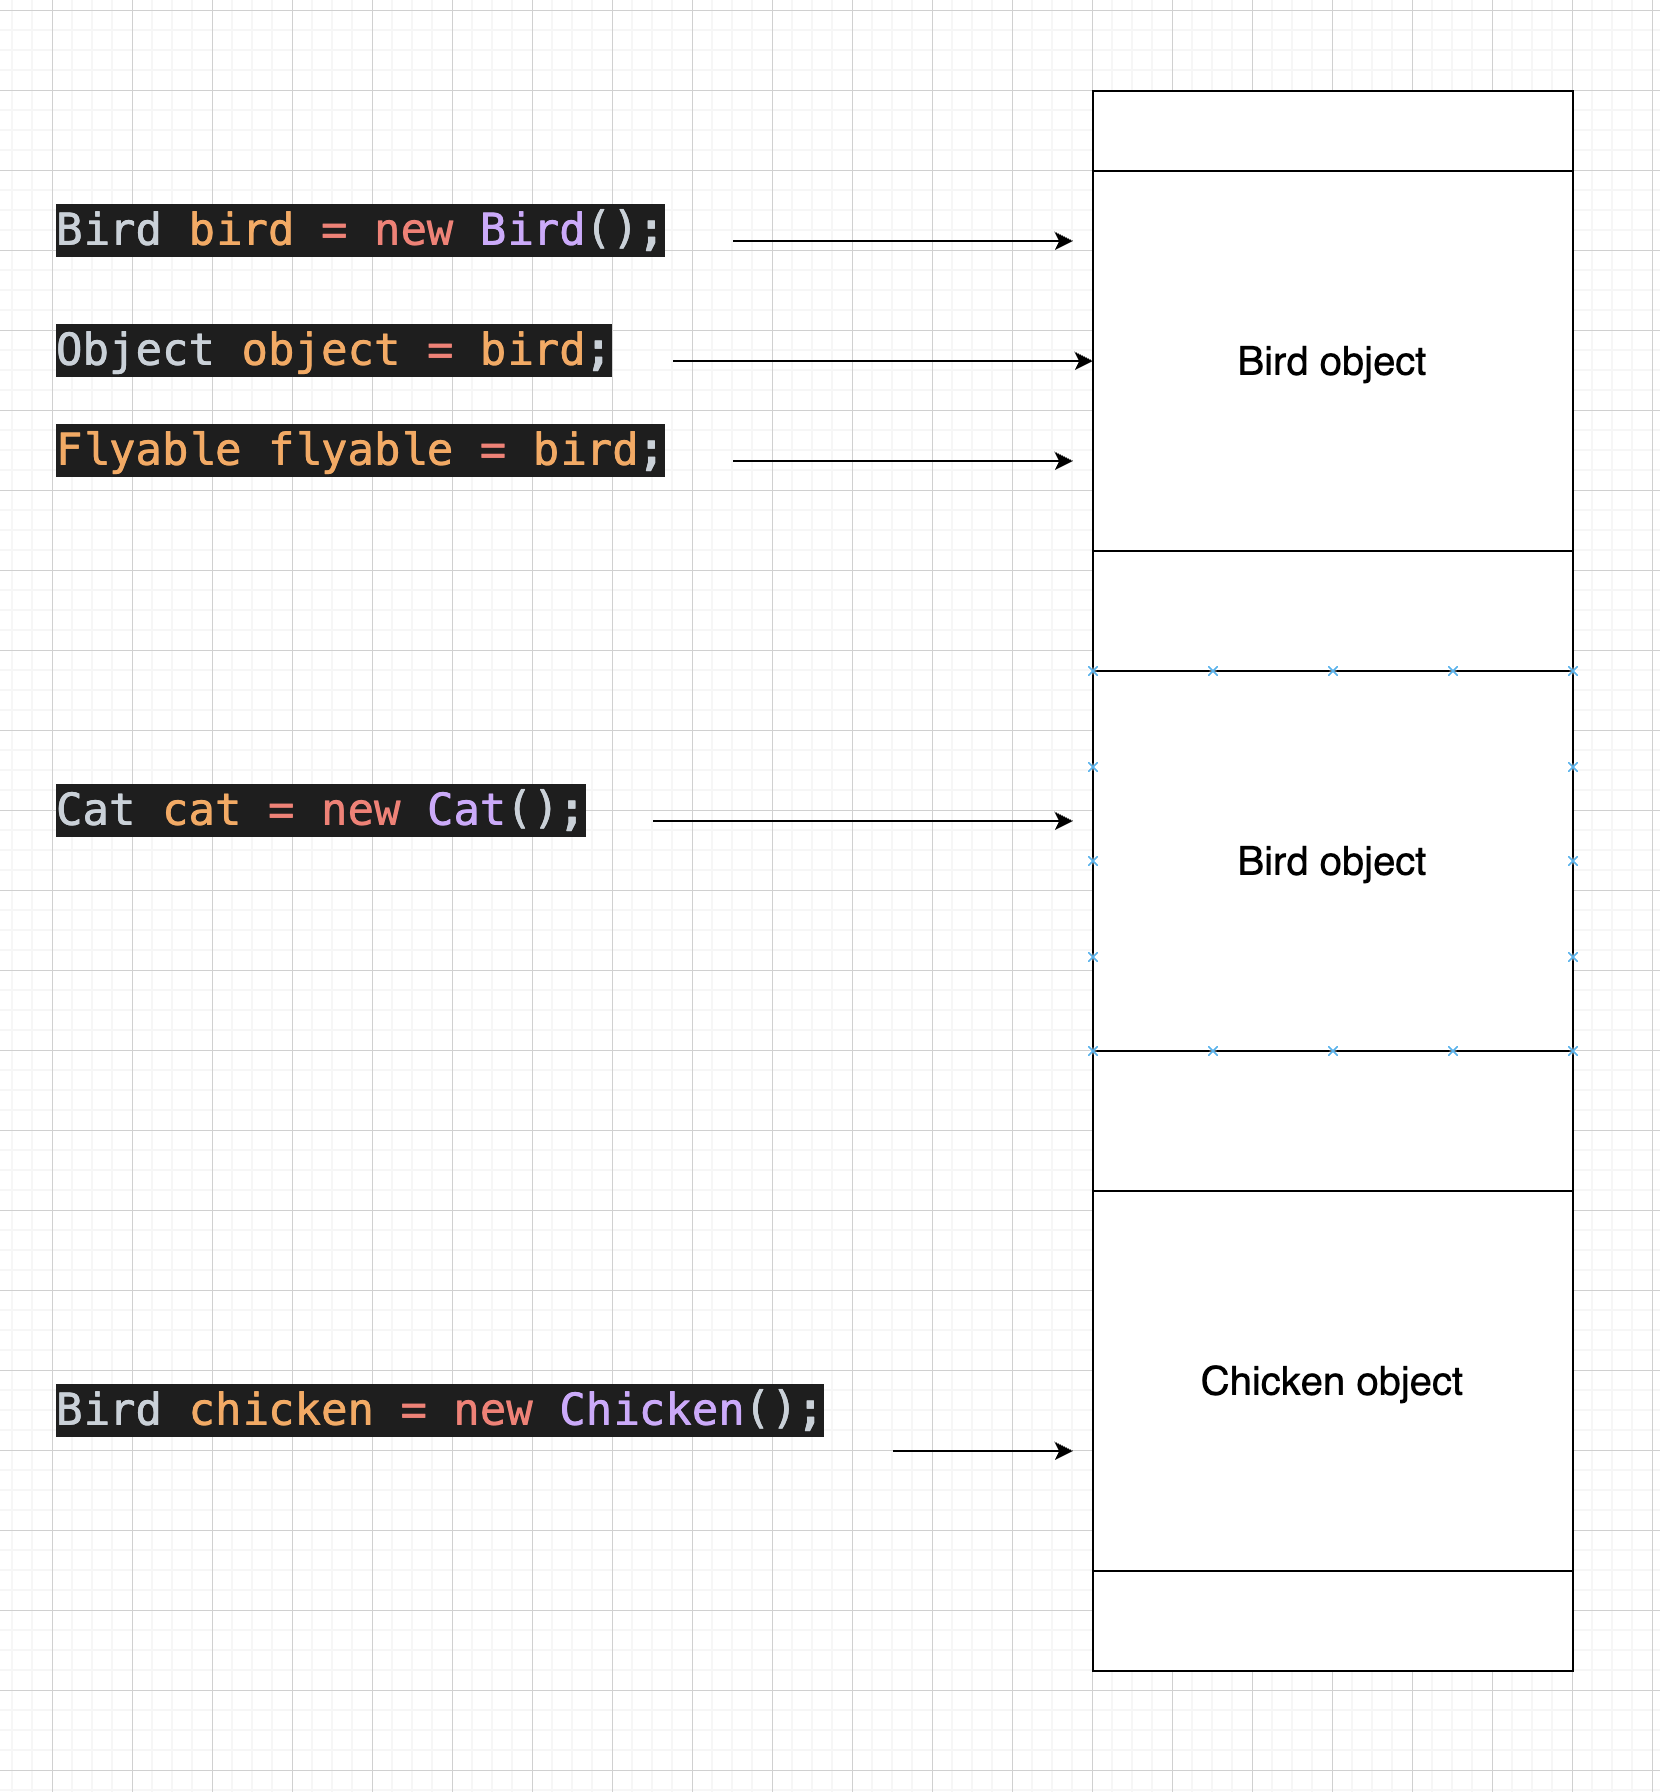 Bird bird = new Bird();
Object object = bird;
Bird object
Flyable flyable = bird;
Cat cat = new Cat();
Bird object
Chicken object
Bird chicken = new Chicken();